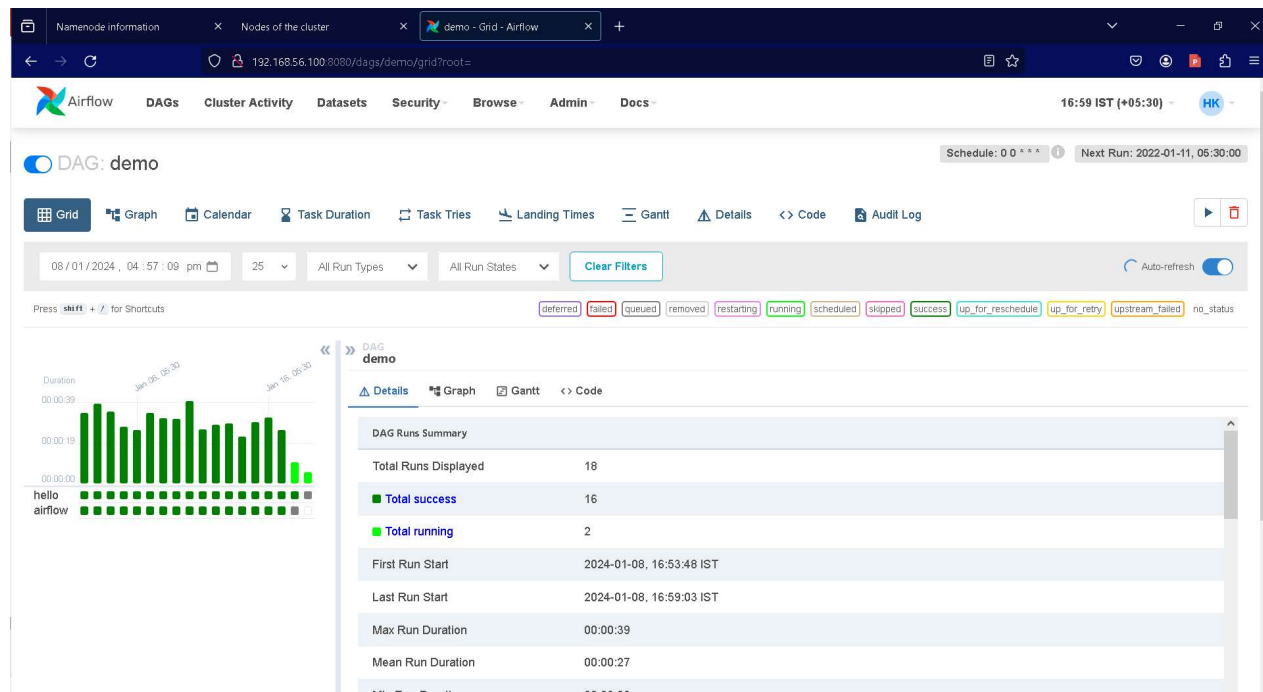 Namenode information
Nodes of the cluster
demo - Grid - Airflow
192.168.56.100:8080/dags/demo/grid?root=
Airflow DAGs Cluster Activity Datasets Security Browse Admin Docs 16:59 IST (+05:30) HK
DAG: demo
Schedule: 0 0 * * * Next Run: 2022-01-11, 05:30:00
Grid Graph Calendar Task Duration Task Tries Landing Times Gantt Details <> Code Audit Log
08/01/2024, 04:57:09 pm 25 All Run Types All Run States Clear Filters Auto-refresh
Press shift + / for Shortcuts
deferred failed queued removed restarting running scheduled skipped success up_for_reschedule up_for_retry upstream_failed no_status
Duration
Jan 06, 05:30
Jan 16, 05:30
00:00:39
00:00:19
00:00:00
hello
airflow
DAG
demo
Details Graph Gantt <> Code
DAG Runs Summary
Total Runs Displayed 18
Total success 16
Total running 2
First Run Start 2024-01-08, 16:53:48 IST
Last Run Start 2024-01-08, 16:59:03 IST
Max Run Duration 00:00:39
Mean Run Duration 00:00:27